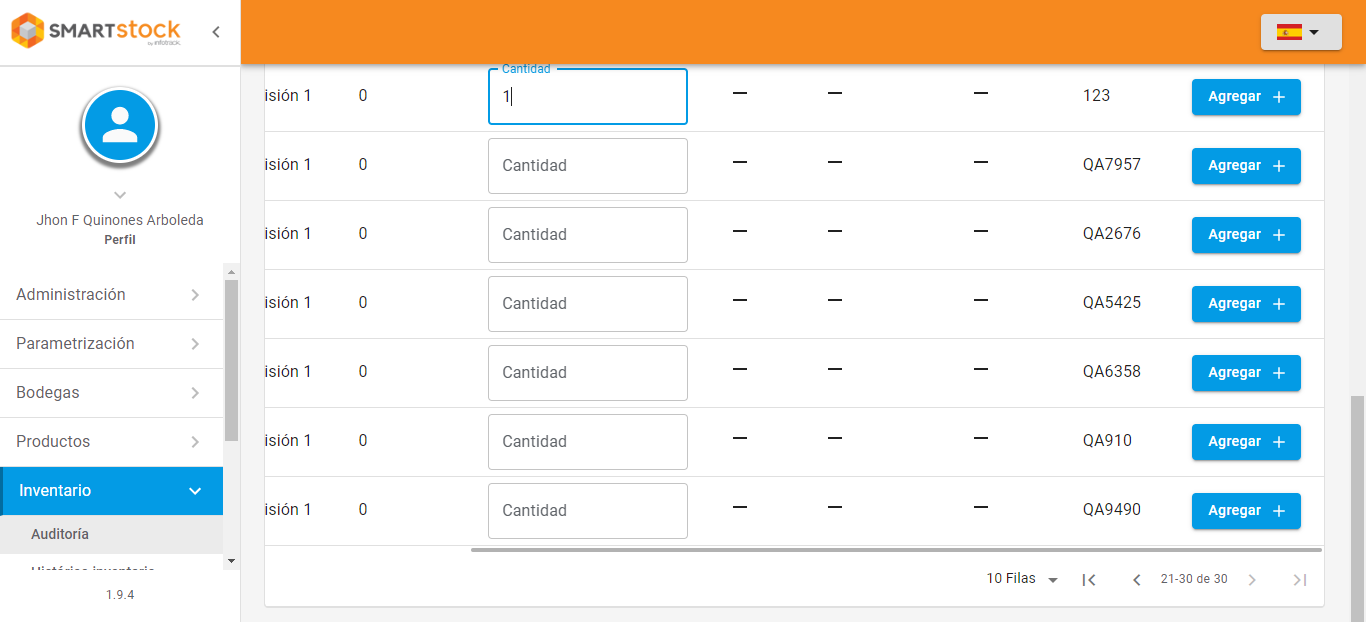 SMARTSTOCK
by infotrack.
Jhon F Quinones Arboleda
Perfil
Administración
Parametrización
Bodegas
Productos
Inventario
Auditoría
Histórico inventario
1.9.4
Cantidad
isión 1 0 1 — — — 123 Agregar +
isión 1 0 Cantidad — — — QA7957 Agregar +
isión 1 0 Cantidad — — — QA2676 Agregar +
isión 1 0 Cantidad — — — QA5425 Agregar +
isión 1 0 Cantidad — — — QA6358 Agregar +
isión 1 0 Cantidad — — — QA910 Agregar +
isión 1 0 Cantidad — — — QA9490 Agregar +
10 Filas 21-30 de 30